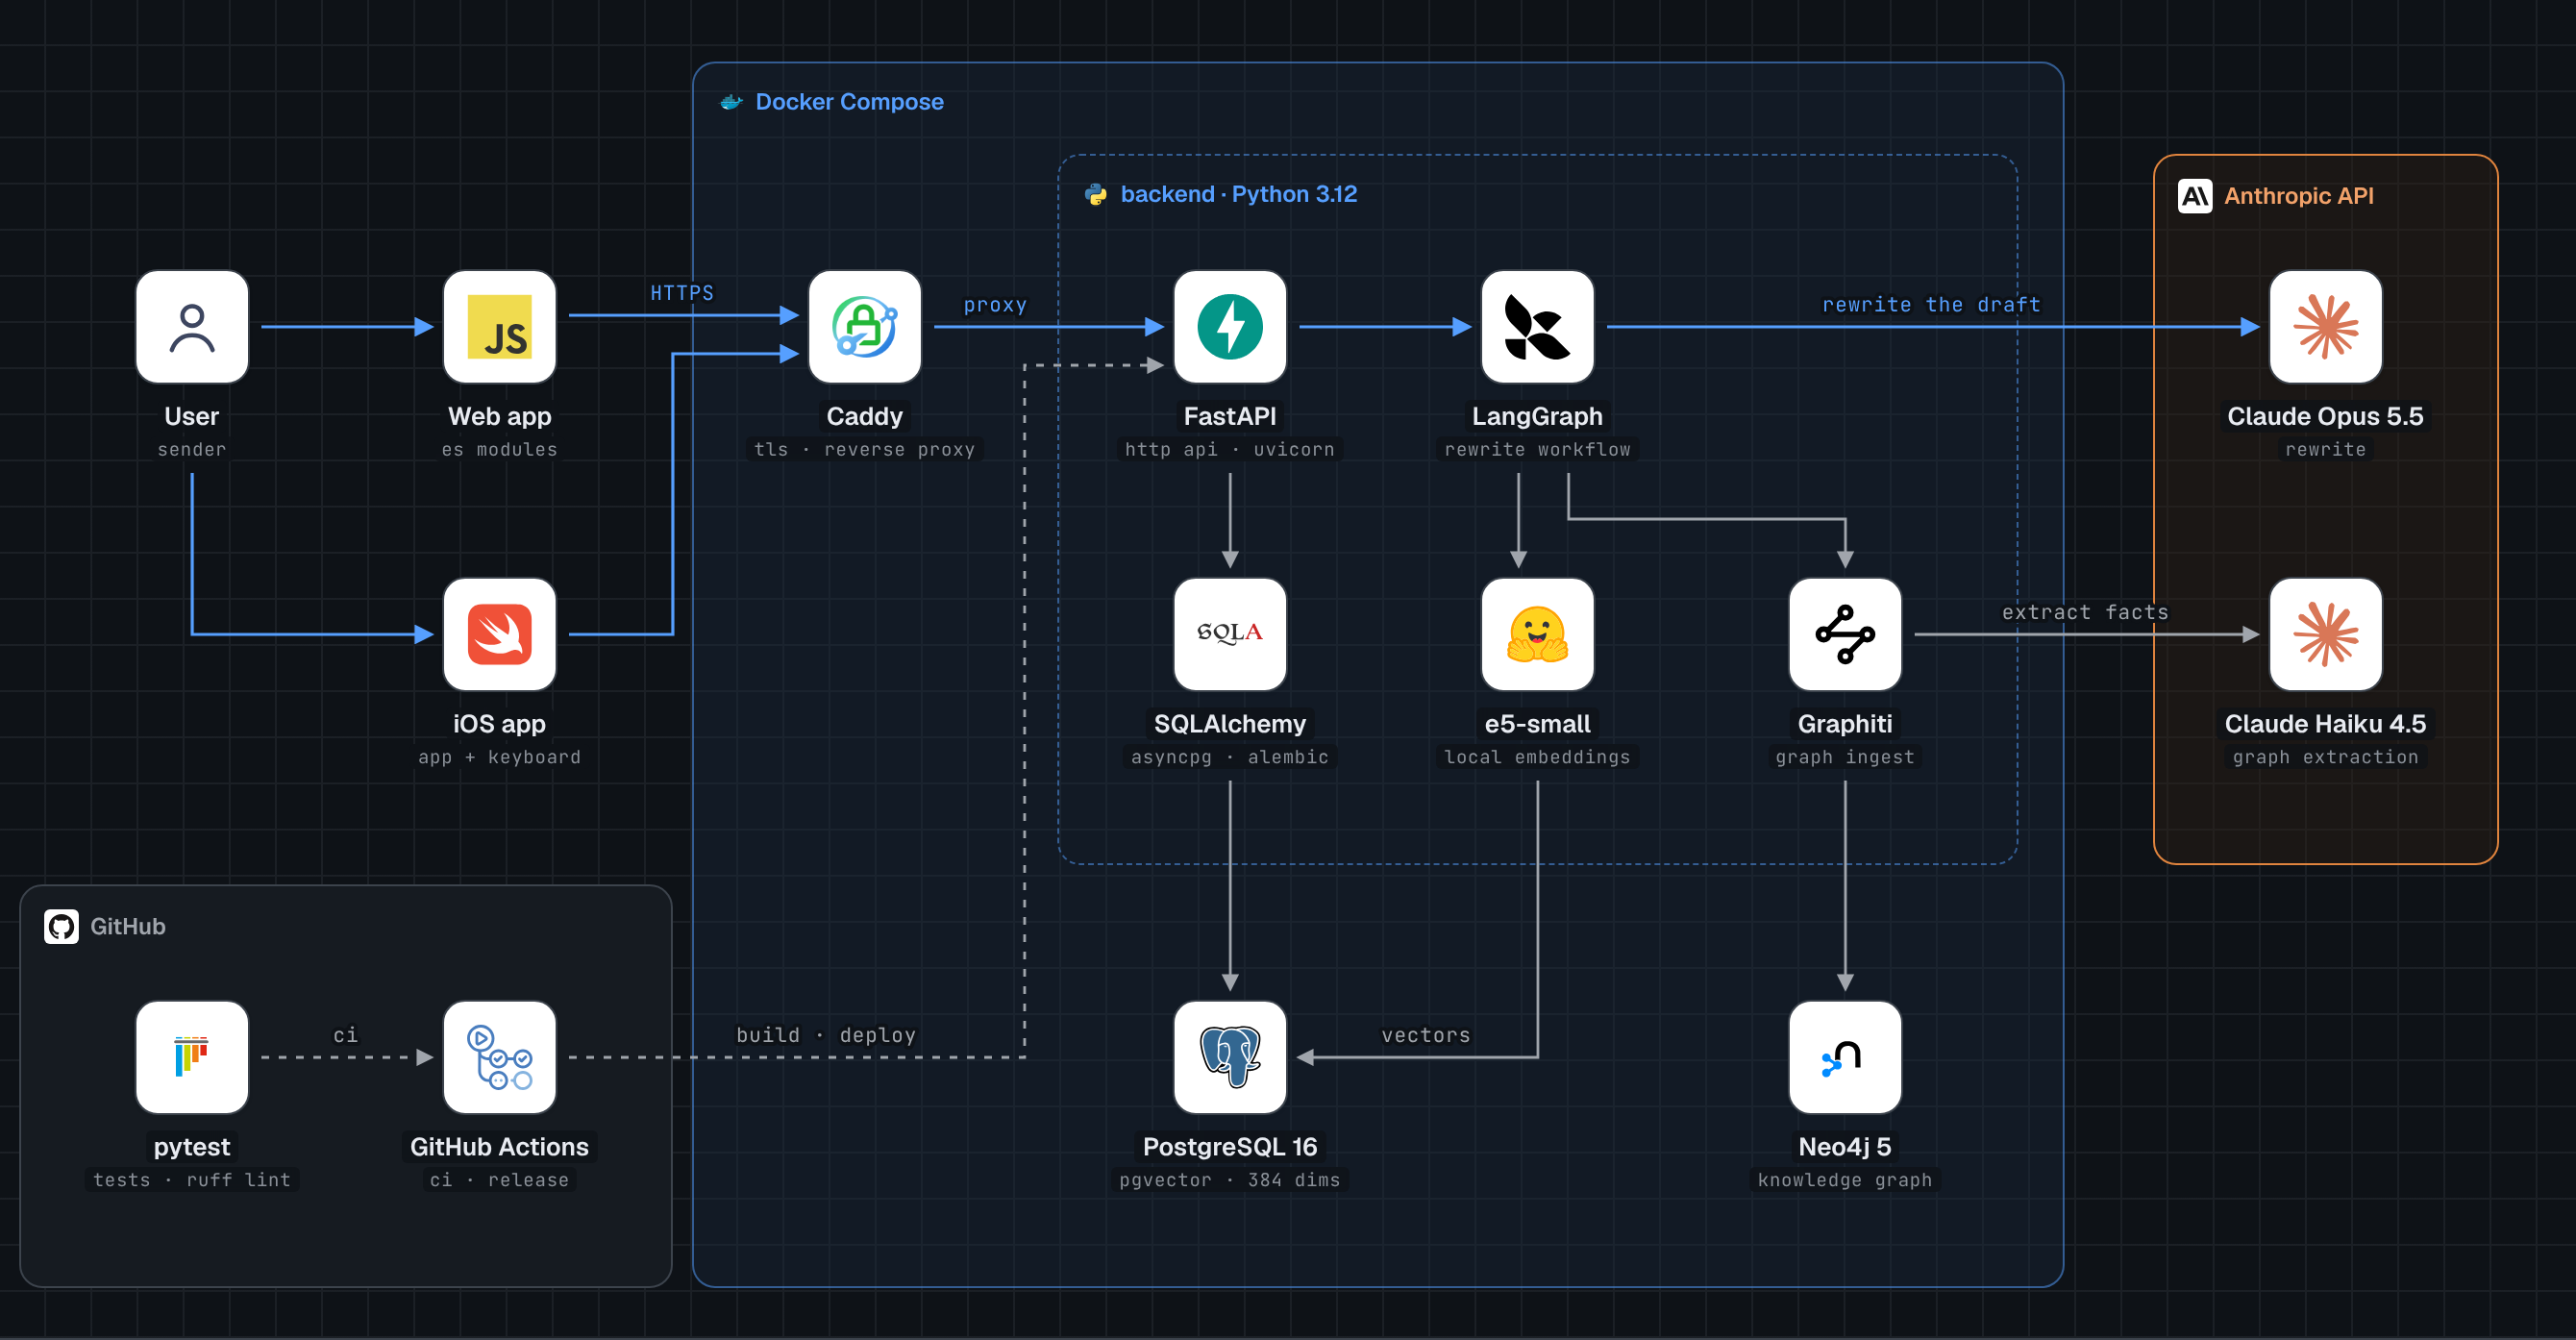 Docker Compose
backend · Python 3.12
Anthropic API
HTTPS
proxy
rewrite the draft
JS
User
sender
Web app
es modules
Caddy
tls · reverse proxy
FastAPI
http api · uvicorn
LangGraph
rewrite workflow
Claude Opus 5.5
rewrite
extract facts
SQLA
iOS app
app + keyboard
SQLAlchemy
asyncpg · alembic
e5-small
local embeddings
Graphiti
graph ingest
Claude Haiku 4.5
graph extraction
GitHub
ci
build · deploy
vectors
pytest
tests · ruff lint
GitHub Actions
ci · release
PostgreSQL 16
pgvector · 384 dims
Neo4j 5
knowledge graph